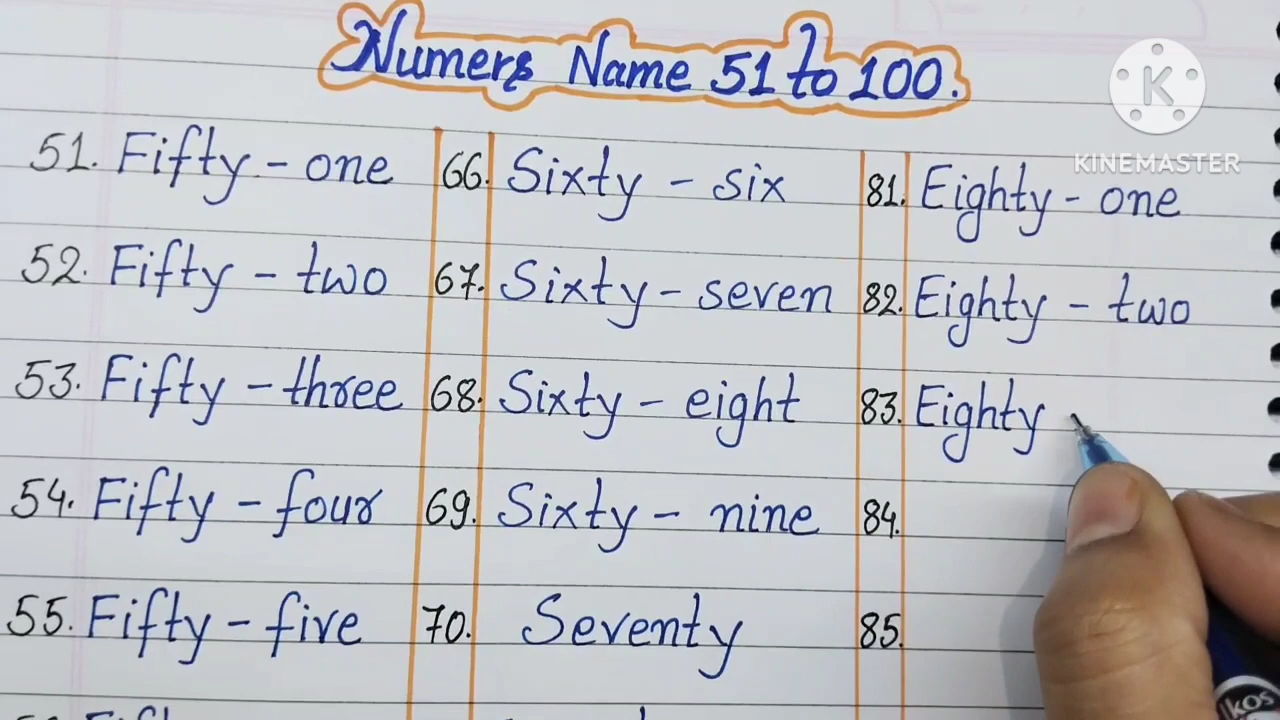 Numers Name 51 to 100.
K
KINEMASTER
51. Fifty - one 66. Sixty - six 81. Eighty - one
52. Fifty - two 67. Sixty - seven 82. Eighty - two
53. Fifty - three 68. Sixty - eight 83. Eighty
54. Fifty - four 69. Sixty - nine 84.
55. Fifty - five 70. Seventy 85.